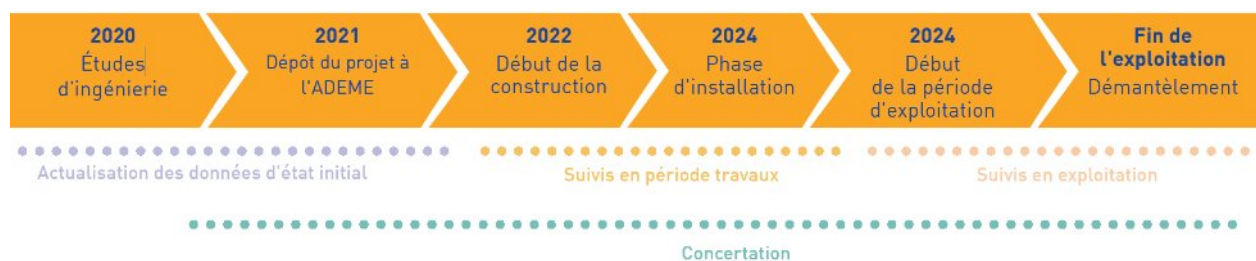 2020
Études
d'ingénierie
2021
Dépôt du projet à
l'ADEME
2022
Début de la
construction
2024
Phase
d'installation
2024
Début
de la période
d'exploitation
Fin de
l'exploitation
Démantèlement
Actualisation des données d'état initial
Suivis en période travaux
Suivis en exploitation
Concertation